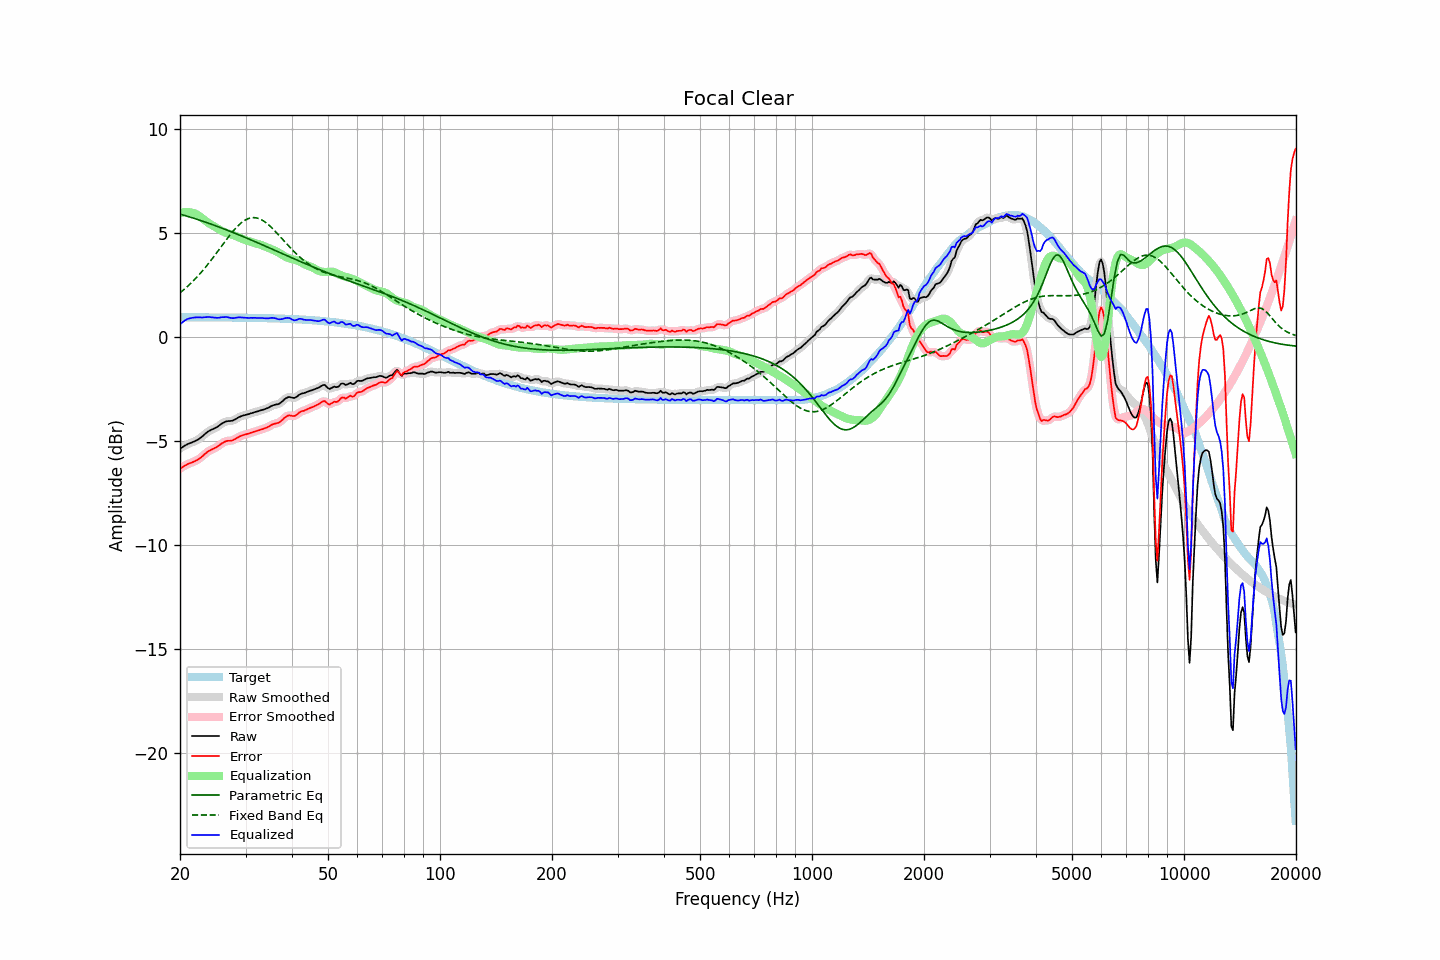 Focal Clear
10
5
0
−5
−10
−15
−20
Amplitude (dBr)
Target
Raw Smoothed
Error Smoothed
Raw
Error
Equalization
Parametric Eq
Fixed Band Eq
Equalized
20 50 100 200 500 1000 2000 5000 10000 20000
Frequency (Hz)